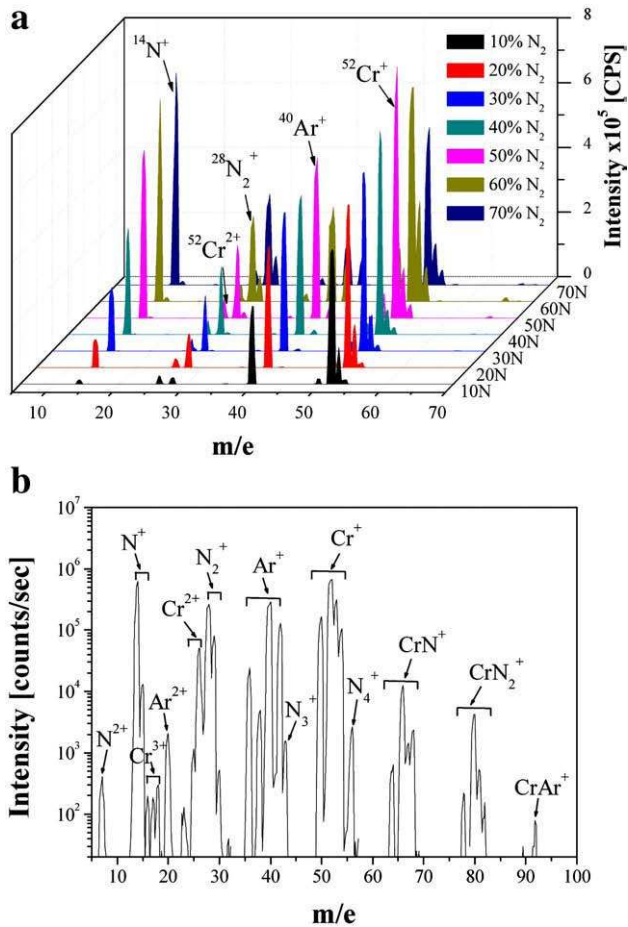 a
¹⁴N⁺
⁵²Cr⁺
⁴⁰Ar⁺
²⁸N₂⁺
⁵²Cr²⁺
10% N₂
20% N₂
30% N₂
40% N₂
50% N₂
60% N₂
70% N₂
8
6
4
2
0
Intensity x10⁵ [CPS]
70N
60N
50N
40N
30N
20N
10N
10 20 30 40 50 60 70
m/e
b
10⁷
10⁶
10⁵
10⁴
10³
10²
Intensity [counts/sec]
N⁺
Cr⁺
N₂⁺
Ar⁺
Cr²⁺
CrN⁺
CrN₂⁺
Ar²⁺
N₃⁺
N₄⁺
N²⁺
Cr³⁺
CrAr⁺
10 20 30 40 50 60 70 80 90 100
m/e